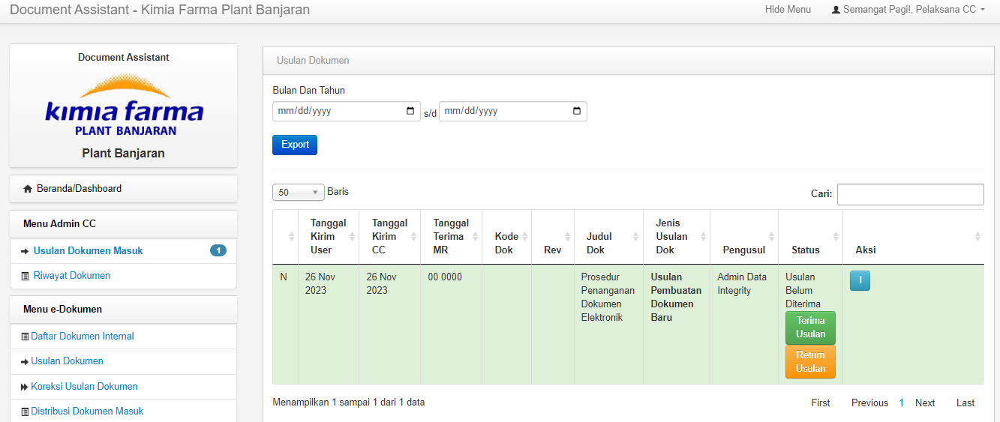 Document Assistant - Kimia Farma Plant Banjaran
Hide Menu
Semangat Pagi!, Pelaksana CC
Document Assistant
kimia farma
PLANT BANJARAN
Plant Banjaran
Beranda/Dashboard
Menu Admin CC
Usulan Dokumen Masuk 1
Riwayat Dokumen
Menu e-Dokumen
Daftar Dokumen Internal
Usulan Dokumen
Koreksi Usulan Dokumen
Distribusi Dokumen Masuk
Usulan Dokumen
Bulan Dan Tahun
mm/dd/yyyy s/d mm/dd/yyyy
Export
50 Baris
Cari:
Tanggal
Kirim
User
Tanggal
Kirim
CC
Tanggal
Terima
MR
Kode
Dok
Rev
Judul
Dok
Jenis
Usulan
Dok
Pengusul
Status
Aksi
N
26 Nov
2023
26 Nov
2023
00 0000
Prosedur
Penanganan
Dokumen
Elektronik
Usulan
Pembuatan
Dokumen
Baru
Admin Data
Integrity
Usulan
Belum
Diterima
Terima
Usulan
Return
Usulan
I
Menampilkan 1 sampai 1 dari 1 data
First Previous 1 Next Last